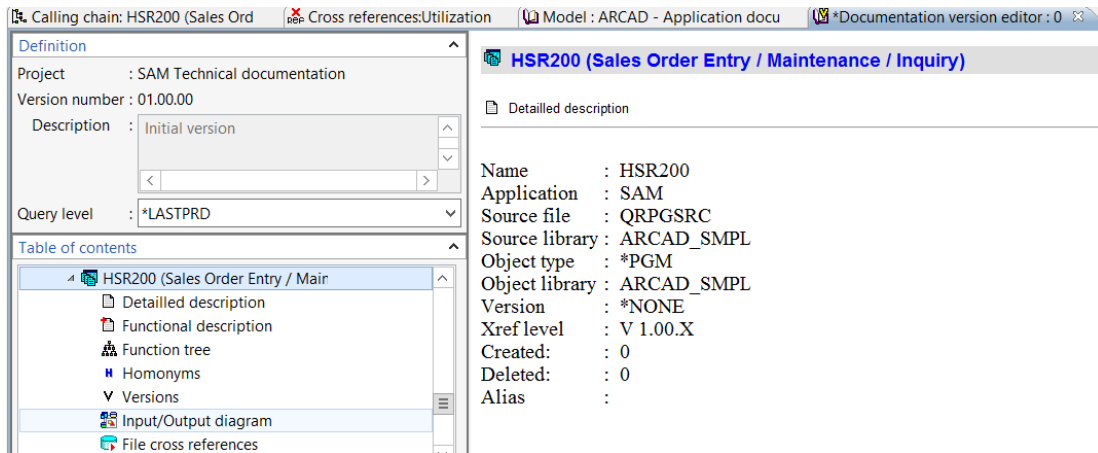 Calling chain: HSR200 (Sales Ord
REF Cross references:Utilization
Model : ARCAD - Application docu
*Documentation version editor : 0
Definition
Project : SAM Technical documentation
Version number : 01.00.00
Description : Initial version
Query level : *LASTPRD
Table of contents
HSR200 (Sales Order Entry / Mair
Detailled description
Functional description
Function tree
H Homonyms
V Versions
Input/Output diagram
File cross references
HSR200 (Sales Order Entry / Maintenance / Inquiry)
Detailled description
Name : HSR200
Application : SAM
Source file : QRPGSRC
Source library : ARCAD_SMPL
Object type : *PGM
Object library : ARCAD_SMPL
Version : *NONE
Xref level : V 1.00.X
Created: : 0
Deleted: : 0
Alias :